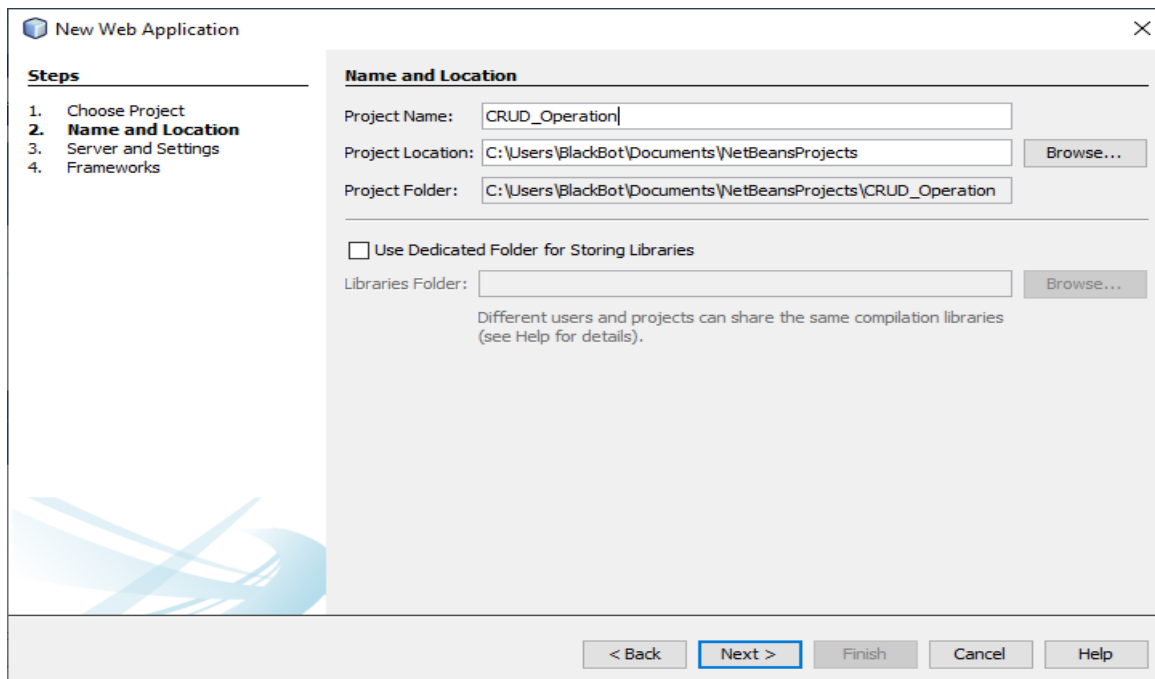 New Web Application
Steps
1. Choose Project
2. Name and Location
3. Server and Settings
4. Frameworks
Name and Location
Project Name: CRUD_Operation
Project Location: C:\Users\BlackBot\Documents\NetBeansProjects Browse...
Project Folder: C:\Users\BlackBot\Documents\NetBeansProjects\CRUD_Operation
Use Dedicated Folder for Storing Libraries
Libraries Folder: Browse...
Different users and projects can share the same compilation libraries
(see Help for details).
< Back Next > Finish Cancel Help